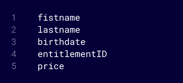 1 fistname
2 lastname
3 birthdate
4 entitlementID
5 price